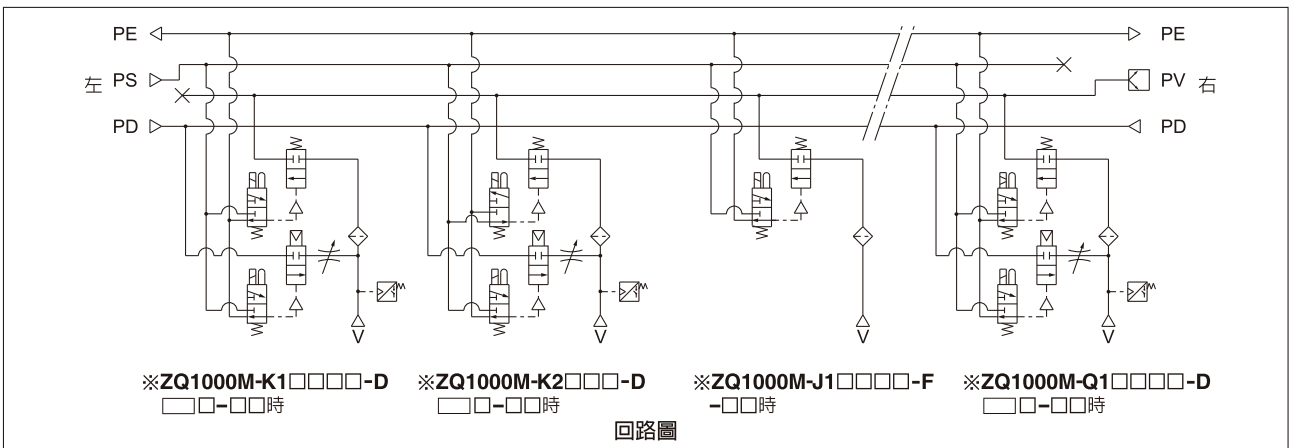 PE PE
左 PS PV 右
PD PD
V V V V
※ZQ1000M-K1□□□□-D ※ZQ1000M-K2□□□-D ※ZQ1000M-J1□□□□-F ※ZQ1000M-Q1□□□□-D
□□-□□時 □□-□□時 -□□時 □□-□□時
回路圖